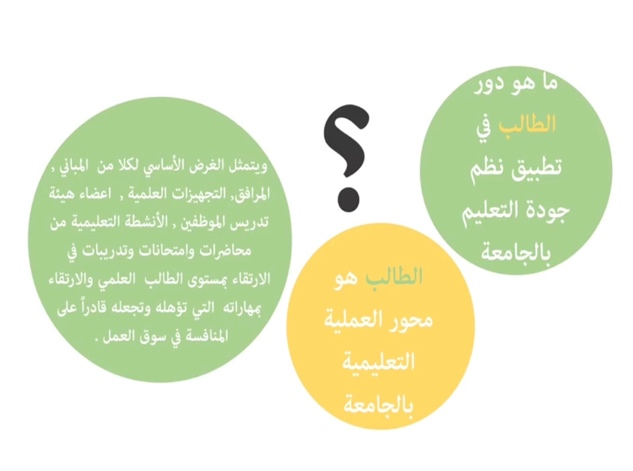 ما هو دور
الطالب في
تطبيق نظم
جودة التعليم
بالجامعة
؟
الطالب هو
محور العملية
التعليمية
بالجامعة
ويتمثل الغرض الأساسي لكلا من المباني ,
المرافق, التجهيزات العلمية , اعضاء هيئة
تدريس الموظفين , الأنشطة التعليمية من
محاضرات وامتحانات وتدريبات في
الارتقاء بمستوى الطالب العلمي والارتقاء
بمهاراته التي تؤهله وتجعله قادراً على
المنافسة في سوق العمل .